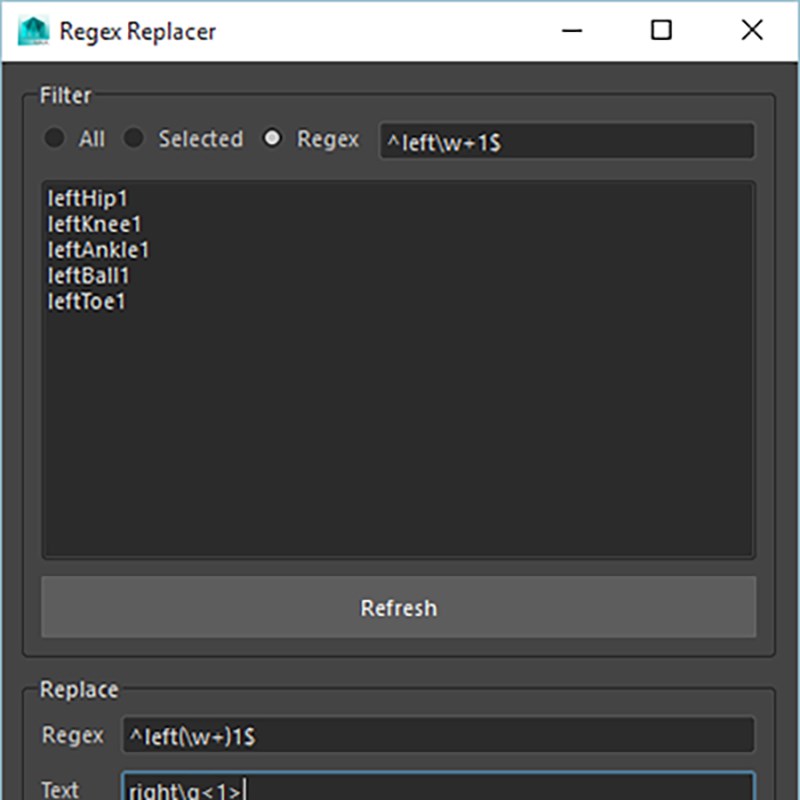 Regex Replacer
Filter
All Selected Regex ^left\w+1$
leftHip1
leftKnee1
leftAnkle1
leftBall1
leftToe1
Refresh
Replace
Regex ^left(\w+)1$
Text right\g<1>